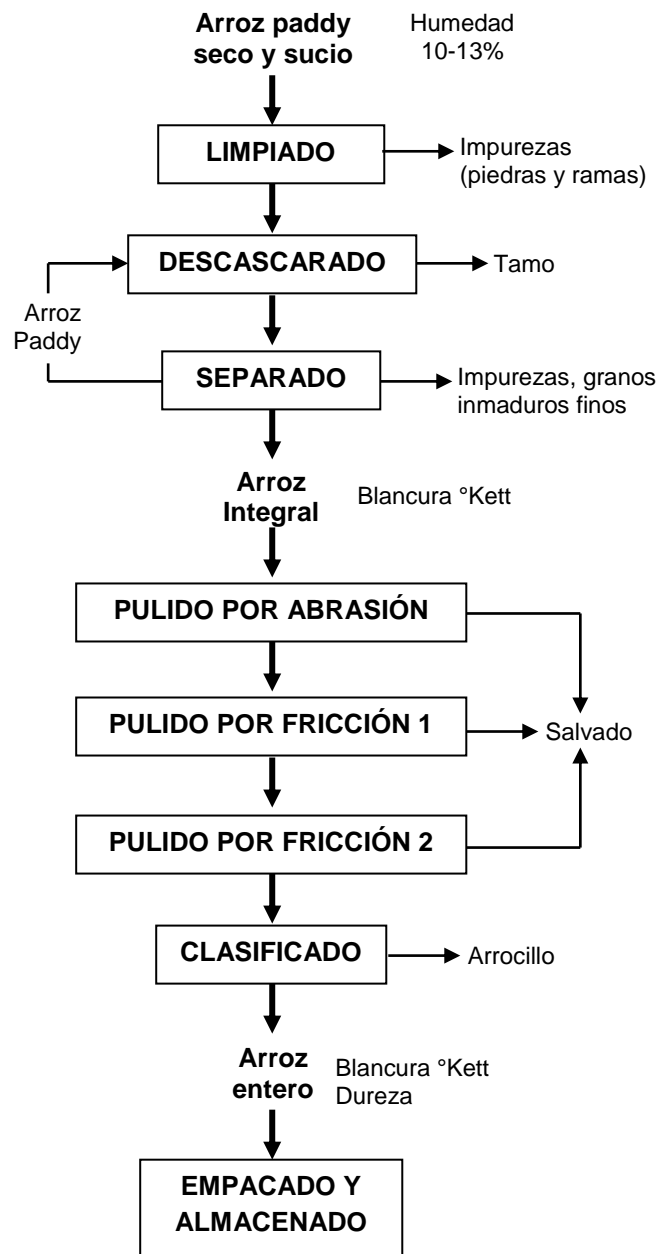 Arroz paddy
seco y sucio
Humedad
10-13%
LIMPIADO
Impurezas
(piedras y ramas)
DESCASCARADO
Tamo
Arroz
Paddy
SEPARADO
Impurezas, granos
inmaduros finos
Arroz
Integral
Blancura °Kett
PULIDO POR ABRASIÓN
PULIDO POR FRICCIÓN 1
Salvado
PULIDO POR FRICCIÓN 2
CLASIFICADO
Arrocillo
Arroz
entero
Blancura °Kett
Dureza
EMPACADO Y
ALMACENADO